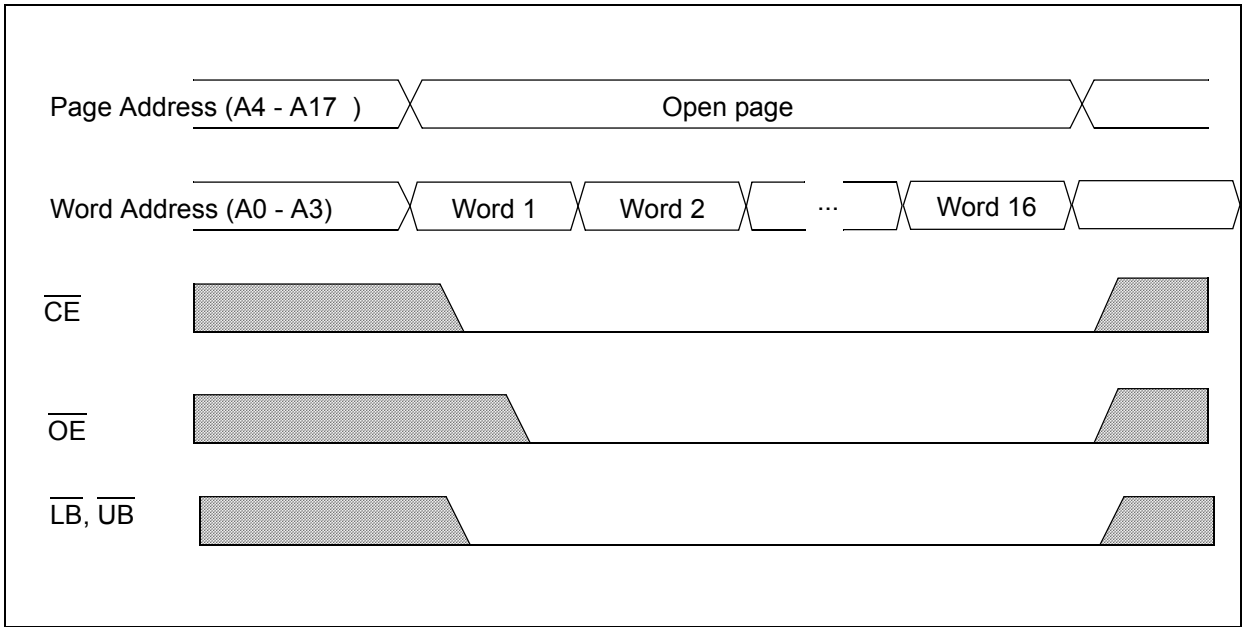 Page Address (A4 - A17 )
Open page
Word Address (A0 - A3)
Word 1
Word 2
...
Word 16
CE
OE
LB, UB